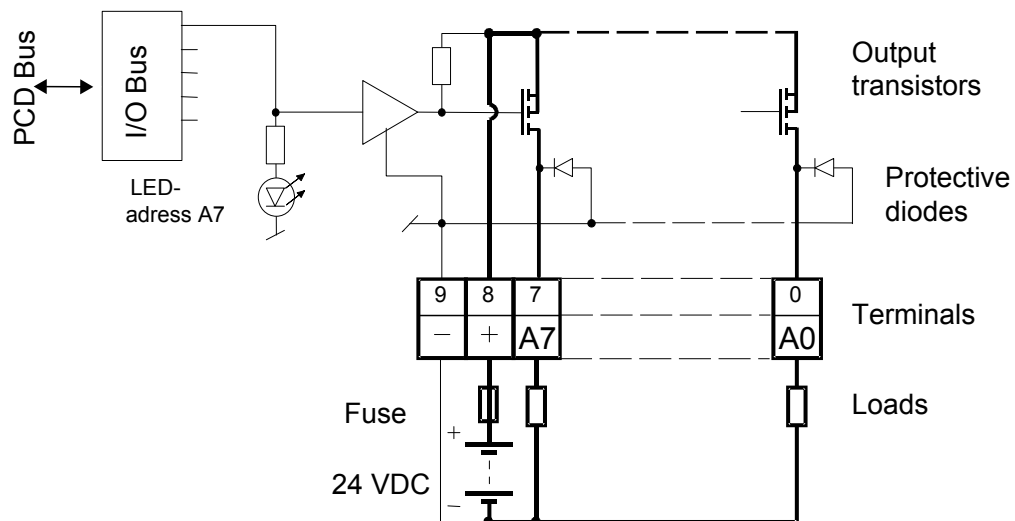 PCD Bus
I/O Bus
LED-
adress A7
Output
transistors
Protective
diodes
9 8 7 0
– + A7 A0
Terminals
Fuse
Loads
+
24 VDC
–